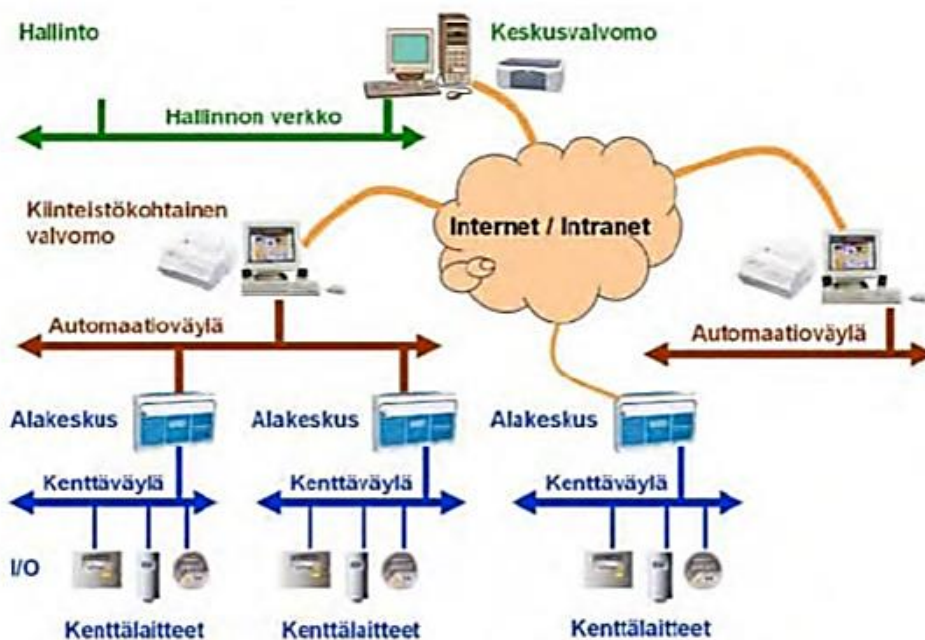 Hallinto
Keskusvalvomo
Hallinnon verkko
Kiinteistökohtainen
valvomo
Internet / Intranet
Automaatioväylä
Automaatioväylä
Alakeskus
Alakeskus
Alakeskus
Kenttäväylä
Kenttäväylä
Kenttäväylä
I/O
Kenttälaitteet
Kenttälaitteet
Kenttälaitteet